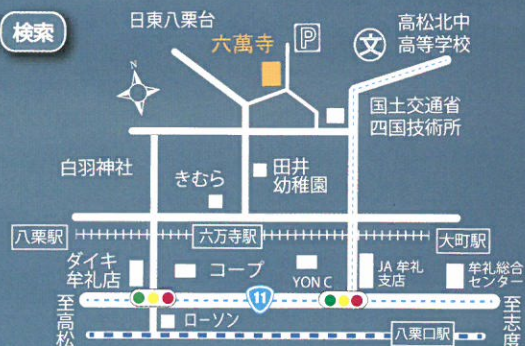 検索
日東八栗台
六萬寺
P
文
高松北中
高等学校
N
国土交通省
四国技術所
白羽神社
きむら
田井
幼稚園
八栗駅
六万寺駅
大町駅
ダイキ
牟礼店
コープ
YON C
JA 牟礼
支店
牟礼総合
センター
至高松
11
至志度
ローソン
八栗口駅